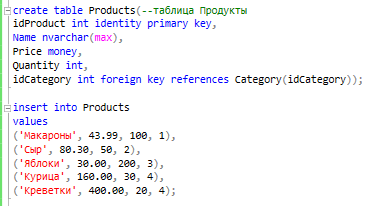 create table Products(--таблица Продукты
idProduct int identity primary key,
Name nvarchar(max),
Price money,
Quantity int,
idCategory int foreign key references Category(idCategory));
insert into Products
values
('Макароны', 43.99, 100, 1),
('Сыр', 80.30, 50, 2),
('Яблоки', 30.00, 200, 3),
('Курица', 160.00, 30, 4),
('Креветки', 400.00, 20, 4);